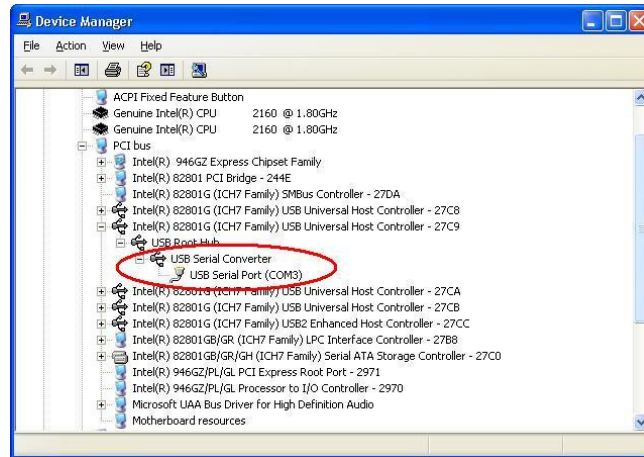 Device Manager
File Action View Help
ACPI Fixed Feature Button
Genuine Intel(R) CPU 2160 @ 1.80GHz
Genuine Intel(R) CPU 2160 @ 1.80GHz
PCI bus
Intel(R) 946GZ Express Chipset Family
Intel(R) 82801 PCI Bridge - 244E
Intel(R) 82801G (ICH7 Family) SMBus Controller - 27DA
Intel(R) 82801G (ICH7 Family) USB Universal Host Controller - 27C8
Intel(R) 82801G (ICH7 Family) USB Universal Host Controller - 27C9
USB Root Hub
USB Serial Converter
USB Serial Port (COM3)
Intel(R) 82801G (ICH7 Family) USB Universal Host Controller - 27CA
Intel(R) 82801G (ICH7 Family) USB Universal Host Controller - 27CB
Intel(R) 82801G (ICH7 Family) USB2 Enhanced Host Controller - 27CC
Intel(R) 82801GB/GR (ICH7 Family) LPC Interface Controller - 27B8
Intel(R) 82801GB/GR/GH (ICH7 Family) Serial ATA Storage Controller - 27C0
Intel(R) 946GZ/PL/GL PCI Express Root Port - 2971
Intel(R) 946GZ/PL/GL Processor to I/O Controller - 2970
Microsoft UAA Bus Driver for High Definition Audio
Motherboard resources